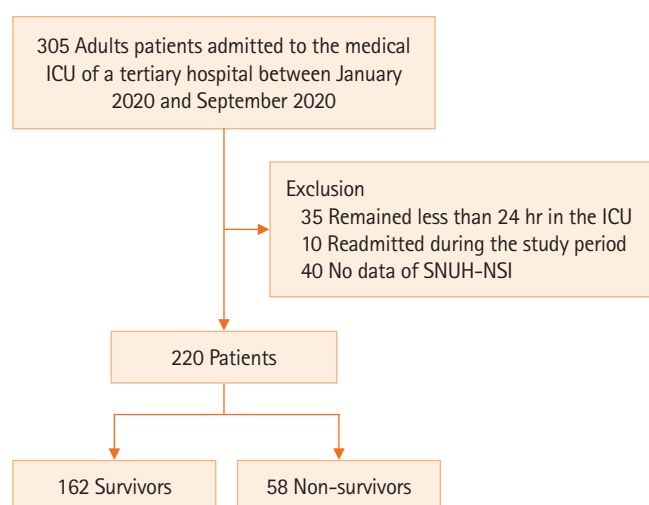 305 Adults patients admitted to the medical
ICU of a tertiary hospital between January
2020 and September 2020
Exclusion
35 Remained less than 24 hr in the ICU
10 Readmitted during the study period
40 No data of SNUH-NSI
220 Patients
162 Survivors
58 Non-survivors